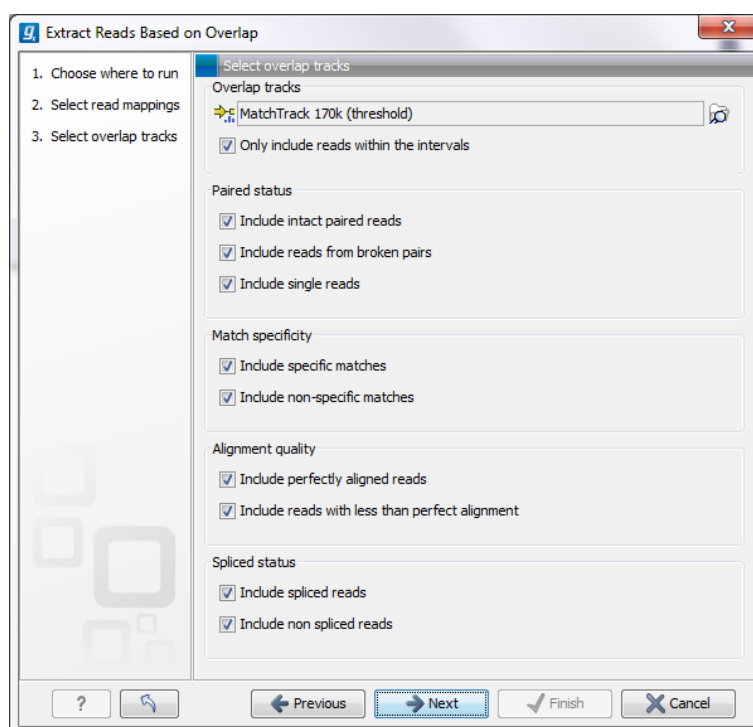 Extract Reads Based on Overlap
1. Choose where to run
2. Select read mappings
3. Select overlap tracks
Select overlap tracks
Overlap tracks
MatchTrack 170k (threshold)
Only include reads within the intervals
Paired status
Include intact paired reads
Include reads from broken pairs
Include single reads
Match specificity
Include specific matches
Include non-specific matches
Alignment quality
Include perfectly aligned reads
Include reads with less than perfect alignment
Spliced status
Include spliced reads
Include non spliced reads
? Previous Next Finish Cancel